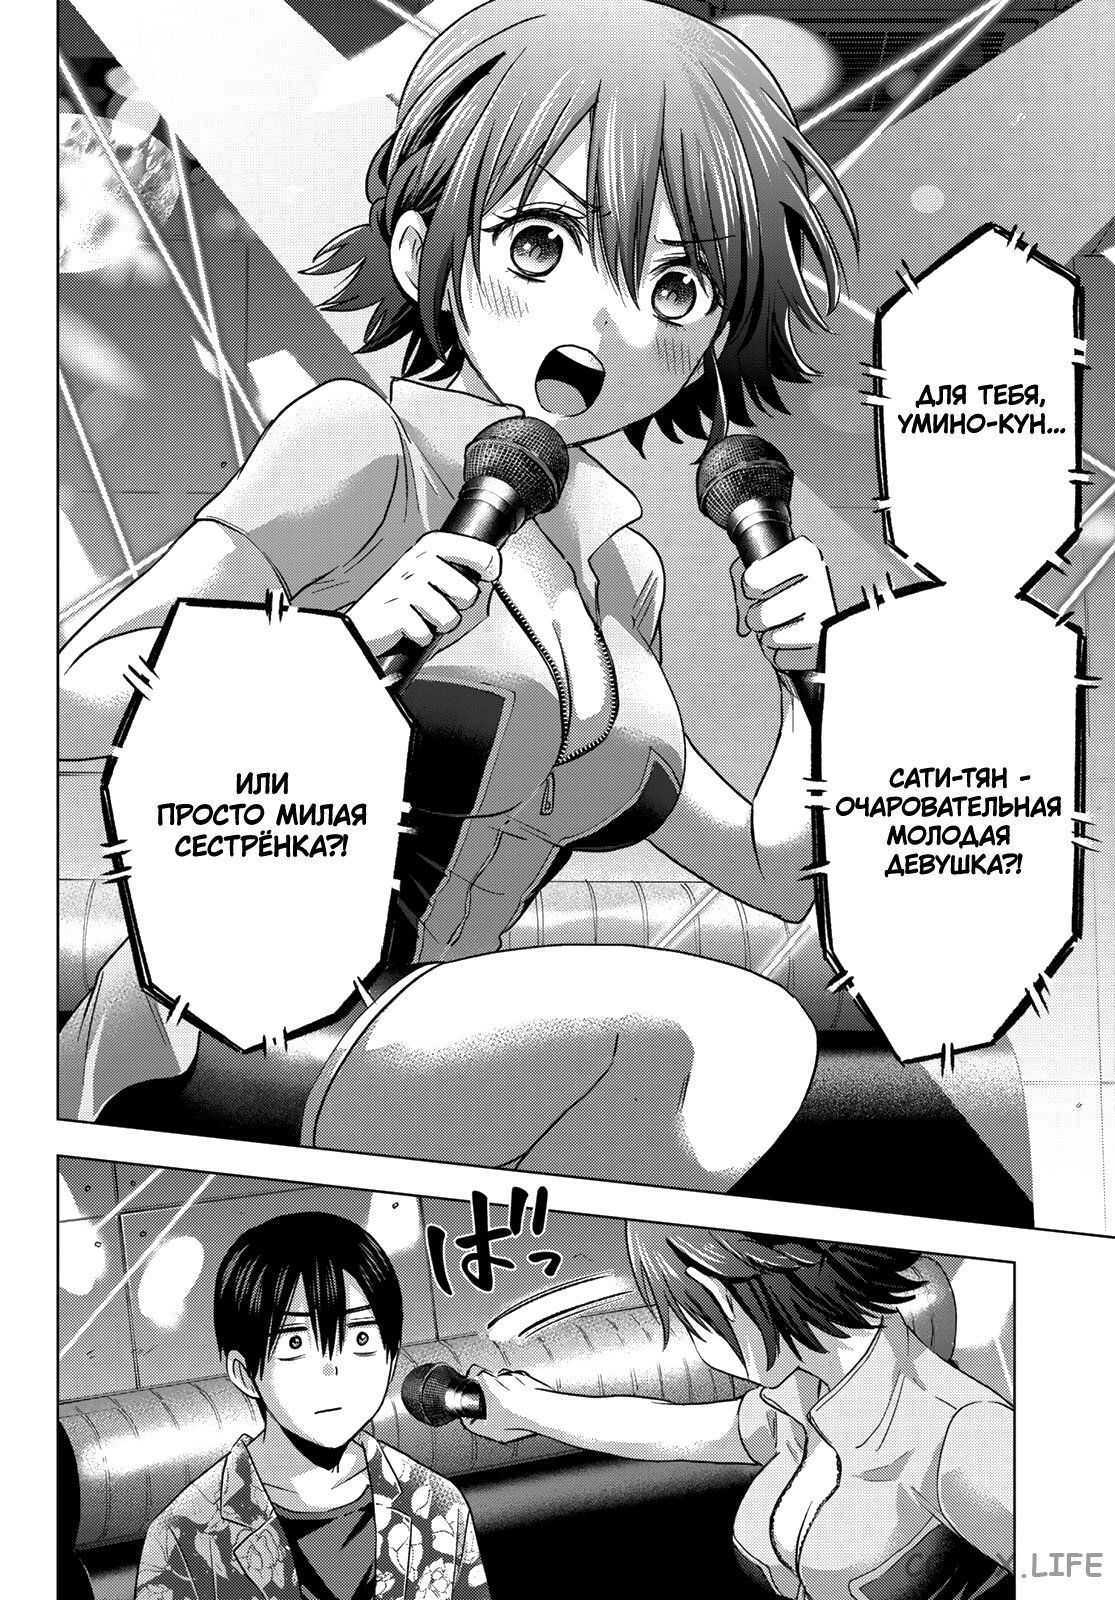 ДЛЯ ТЕБЯ,
УМИНО-КУН...
САТИ-ТЯН -
ОЧАРОВАТЕЛЬНАЯ
МОЛОДАЯ
ДЕВУШКА?!
ИЛИ
ПРОСТО МИЛАЯ
СЕСТРЁНКА?!
ばっ
.LIFE